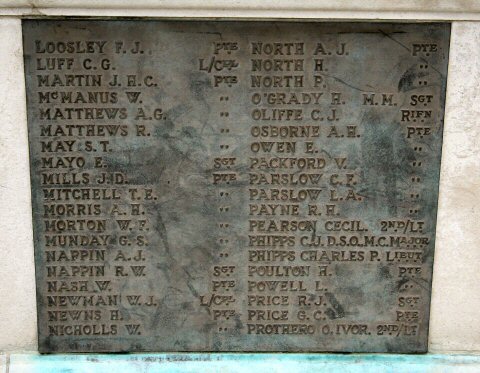 LOOSLEY F. J. PTE
LUFF C. G. L/CPL
MARTIN J. H. C. PTE
McMANUS W. "
MATTHEWS A. G. "
MATTHEWS R. "
MAY S. T. "
MAYO E. SGT
MILLS J. D. PTE
MITCHELL T. E. "
MORRIS A. H. "
MORTON W. F. "
MUNDAY G. S. "
NAPPIN A. J. "
NAPPIN R. W. SGT
NASH W. PTE
NEWMAN W. J. L/CPL
NEWNS H. PTE
NICHOLLS W. "
NORTH A. J. PTE
NORTH H. "
NORTH P. "
O'GRADY H. M.M. SGT
OLIFFE C. J. RIFN
OSBORNE A. H. PTE
OWEN E. "
PACKFORD V. "
PARSLOW C. F. "
PARSLOW L. A. "
PAYNE R. H. "
PEARSON CECIL. 2ND/LT
PHIPPS C. J. D.S.O., M.C. MAJOR
PHIPPS CHARLES P. LIEUT.
POULTON H. PTE
POWELL L. "
PRICE R. J. SGT
PRICE G. C. PTE
PROTHERO O. IVOR. 2ND/LT